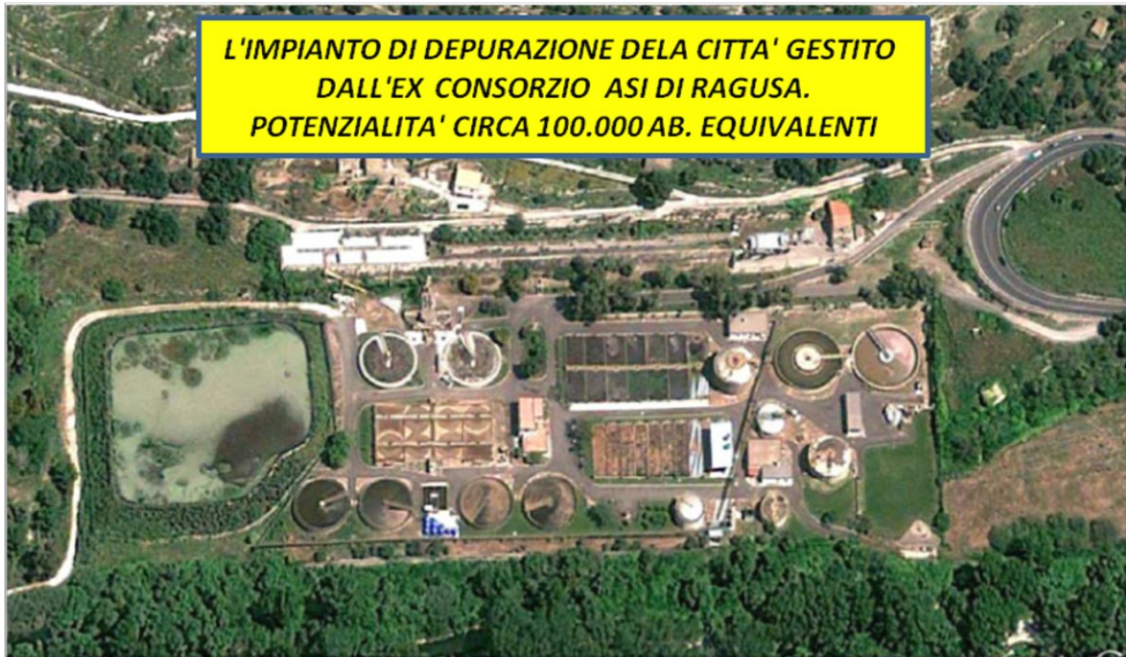 L'IMPIANTO DI DEPURAZIONE DELA CITTA' GESTITO
DALL'EX CONSORZIO ASI DI RAGUSA.
POTENZIALITA' CIRCA 100.000 AB. EQUIVALENTI